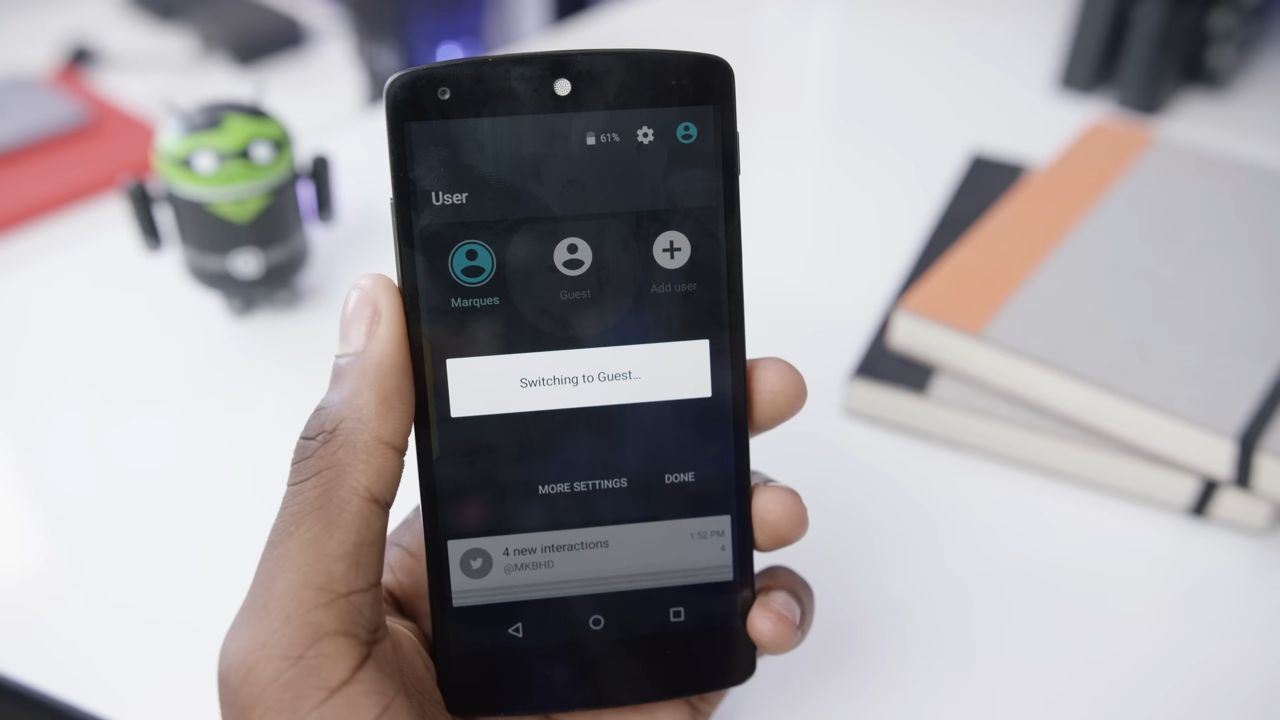 61%
User
Marques
Guest
Add user
Switching to Guest...
MORE SETTINGS
DONE
4 new interactions
1:52 PM
@MKBHD
4